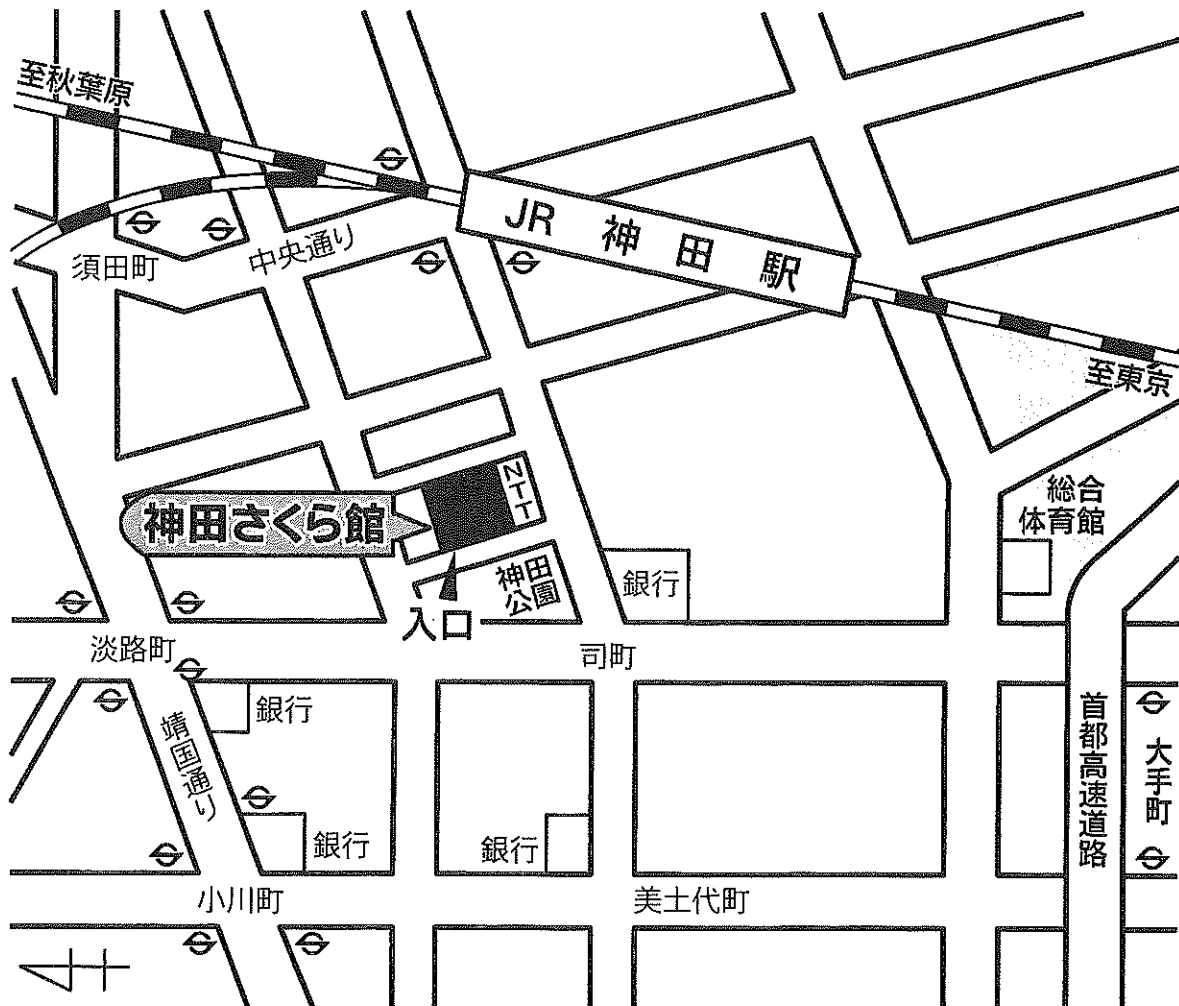 至秋葉原
JR 神田駅
須田町
中央通り
至東京
NTT
総合
体育館
神田さくら館
神田
公園
銀行
入口
淡路町
司町
銀行
靖国通り
首都高速道路
大手町
銀行
銀行
小川町
美土代町